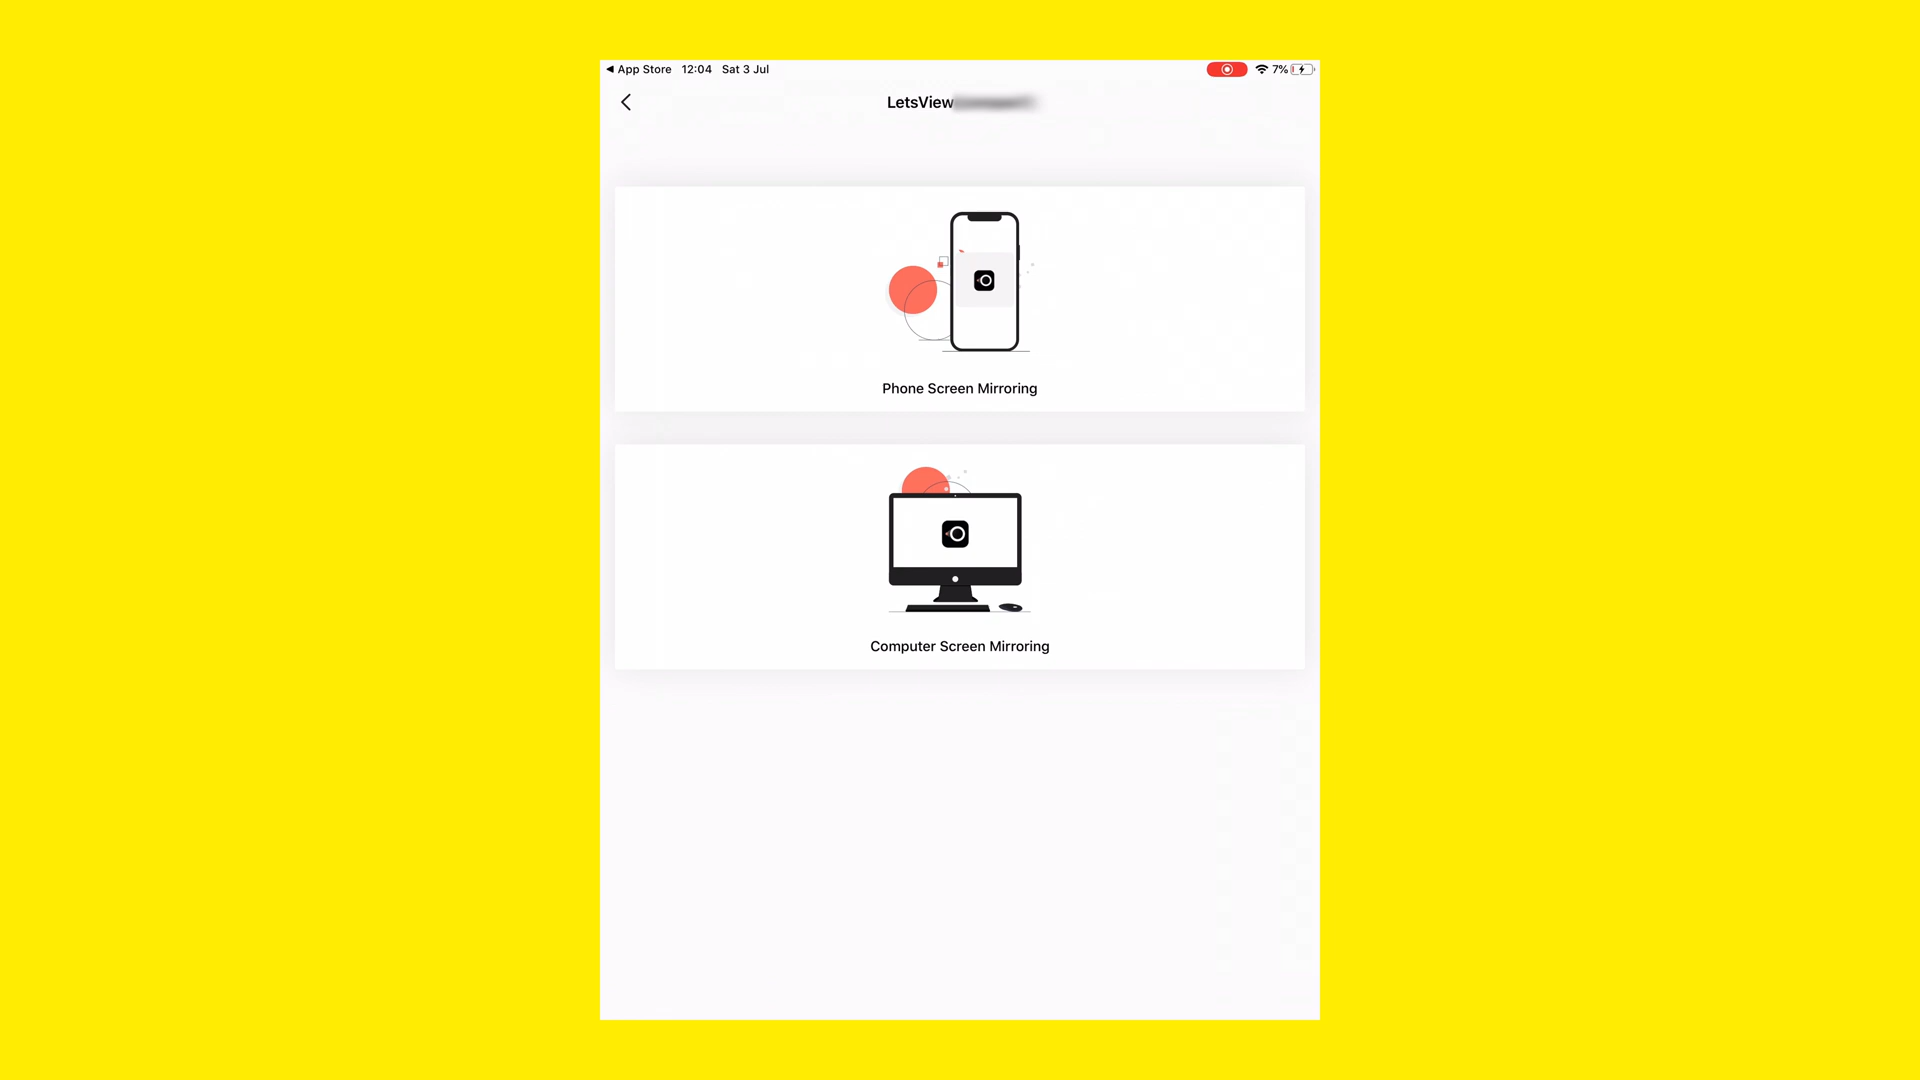 App Store 12:04 Sat 3 Jul 7%
LetsView
Phone Screen Mirroring
Computer Screen Mirroring